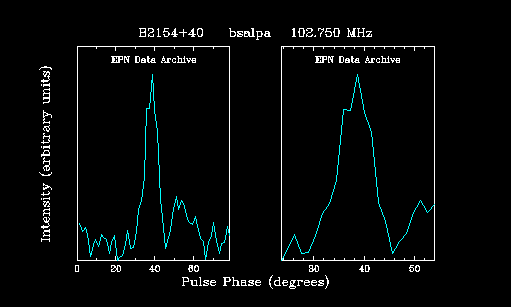 B2154+40 bsalpa 102.750 MHz
EPN Data Archive EPN Data Archive
Intensity (arbitrary units)
0 20 40 60 30 40 50
Pulse Phase (degrees)